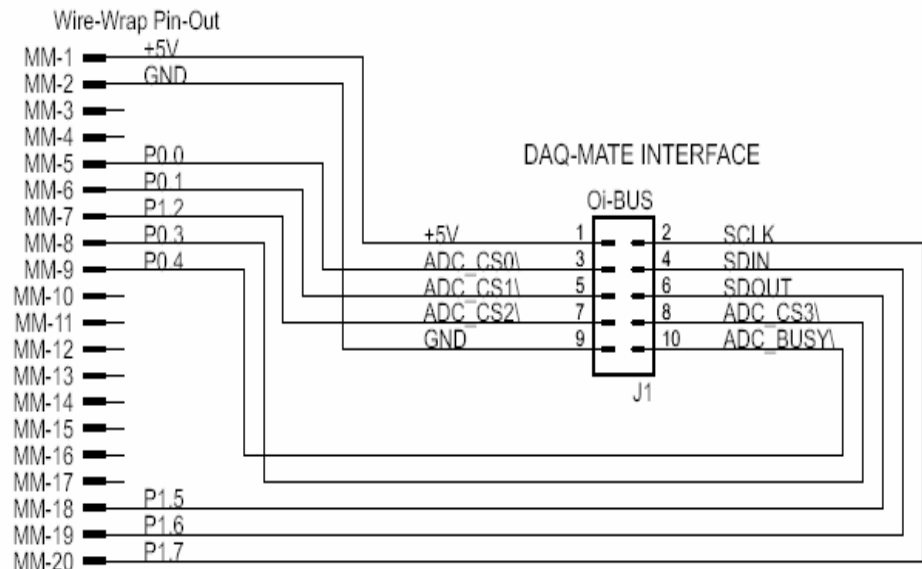 Wire-Wrap Pin-Out
MM-1 +5V
MM-2 GND
MM-3
MM-4
MM-5 P0.0
MM-6 P0.1
MM-7 P1.2
MM-8 P0.3
MM-9 P0.4
MM-10
MM-11
MM-12
MM-13
MM-14
MM-15
MM-16
MM-17
MM-18 P1.5
MM-19 P1.6
MM-20 P1.7
DAQ-MATE INTERFACE
Oi-BUS
+5V 1 2 SCLK
ADC_CS0\ 3 4 SDIN
ADC_CS1\ 5 6 SDOUT
ADC_CS2\ 7 8 ADC_CS3\
GND 9 10 ADC_BUSY\
J1